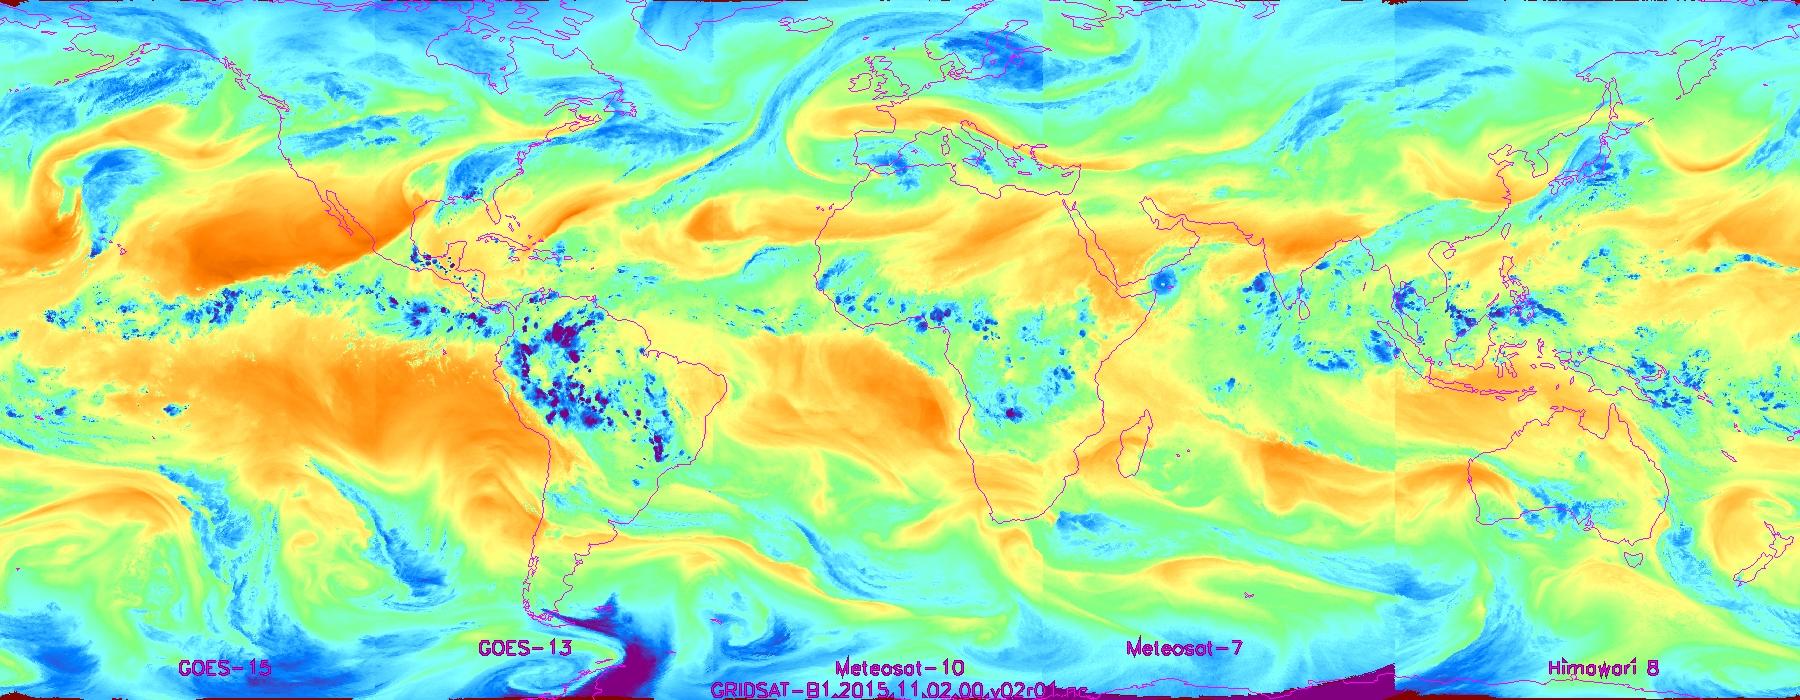 GOES-13
Meteosat-7
GOES-15
Meteosat-10
Himawari 8
GRIDSAT-B1.2015.11.02.00.v02r01.nc